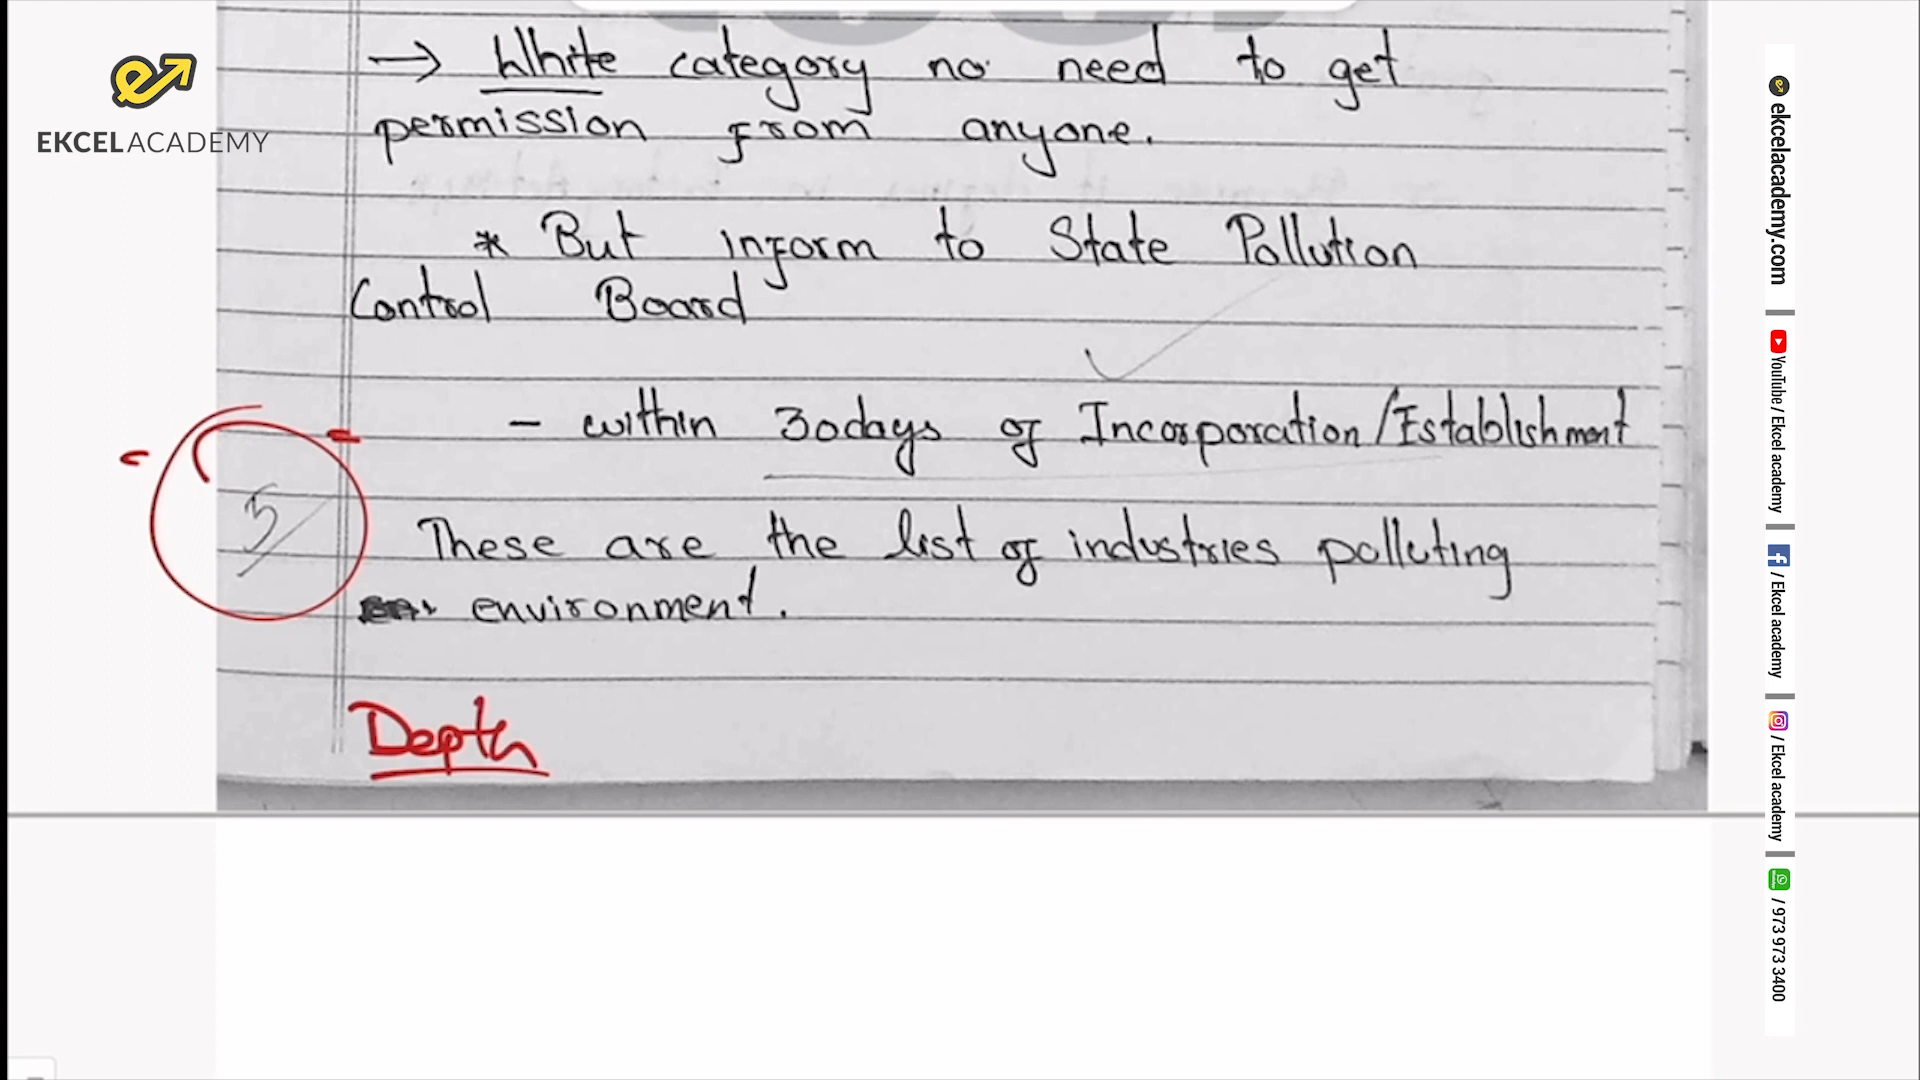 → White category no need to get
permission from anyone.
* But inform to State Pollution
Control Board
- within 30days of Incorporation/Establishment
These are the list of industries polluting
environment.
5
Depth
EKCELACADEMY
ekcelacademy.com | YouTube / Ekcel academy | / Ekcel academy | / Ekcel academy | / 973 973 3400